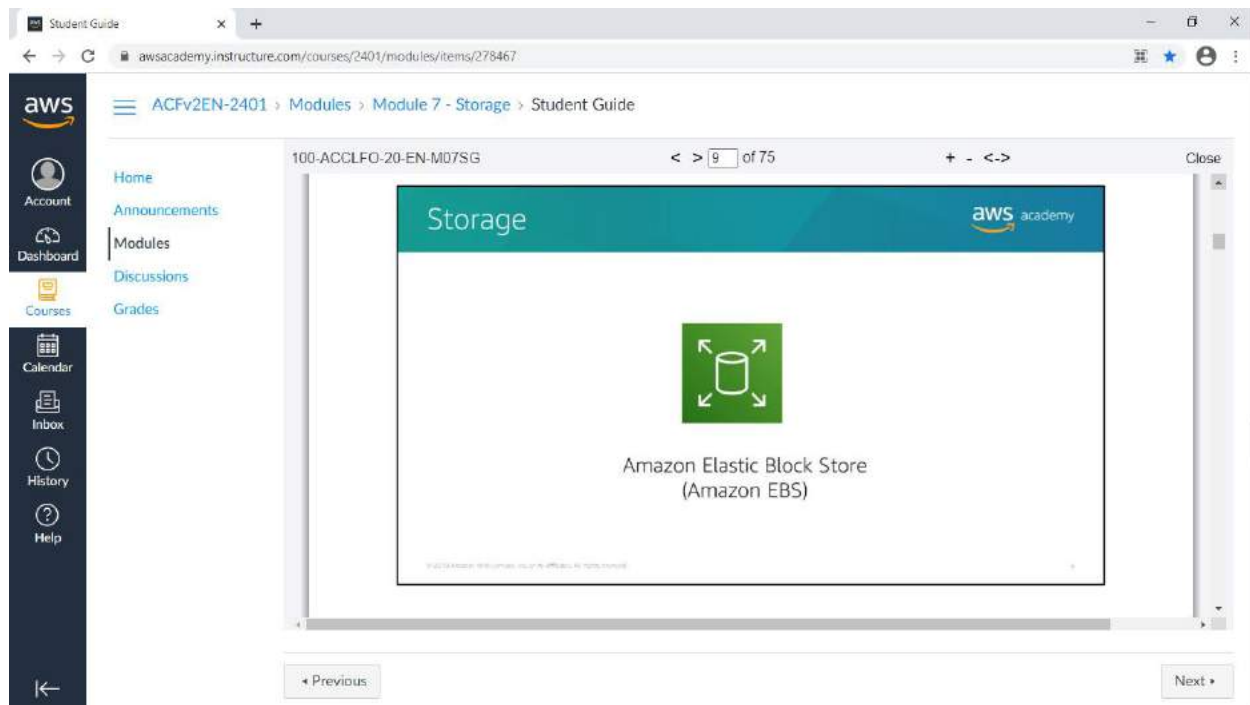 Student Guide
awsacademy.instructure.com/courses/2401/modules/items/278467
aws
ACFv2EN-2401 › Modules › Module 7 - Storage › Student Guide
Account
Dashboard
Courses
Calendar
Inbox
History
Help
Home
Announcements
Modules
Discussions
Grades
100-ACCLFO-20-EN-M07SG
< > 9 of 75
+ - <->
Close
Storage
aws academy
Amazon Elastic Block Store
(Amazon EBS)
◂ Previous
Next ▸